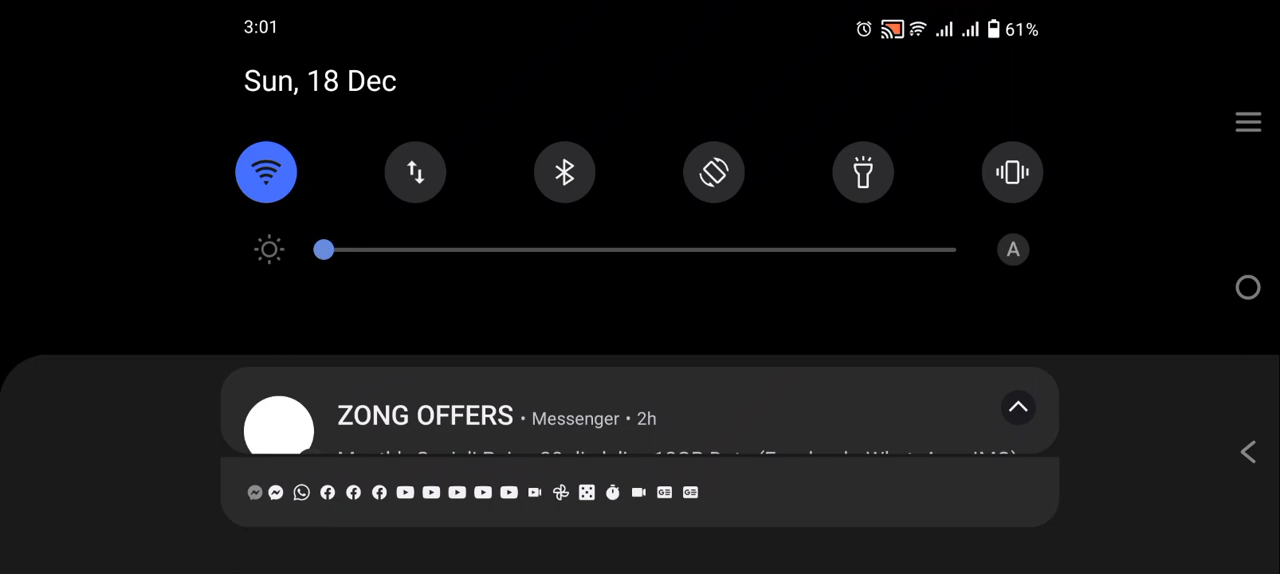 3:01
61%
Sun, 18 Dec
A
ZONG OFFERS • Messenger • 2h